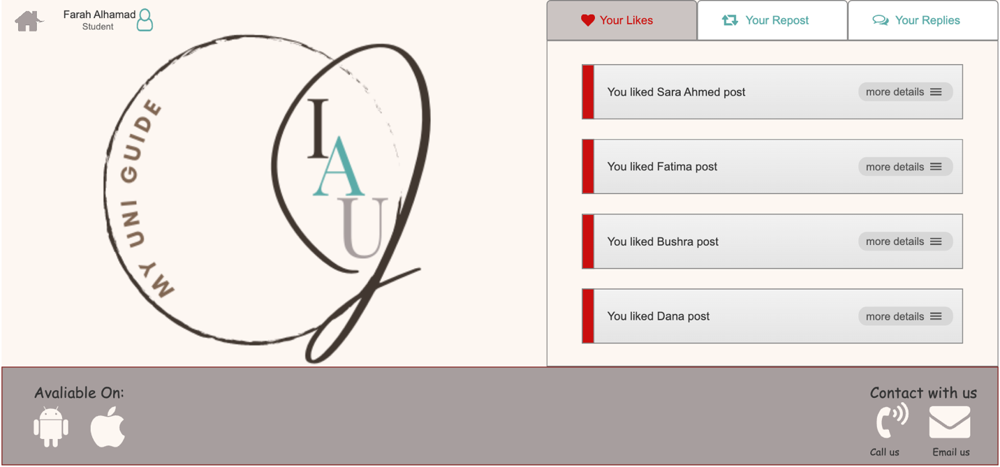 Farah Alhamad
Student
MY UNI GUIDE
I
A
U
Your Likes
Your Repost
Your Replies
You liked Sara Ahmed post
more details
You liked Fatima post
more details
You liked Bushra post
more details
You liked Dana post
more details
Avaliable On:
Contact with us
Call us
Email us